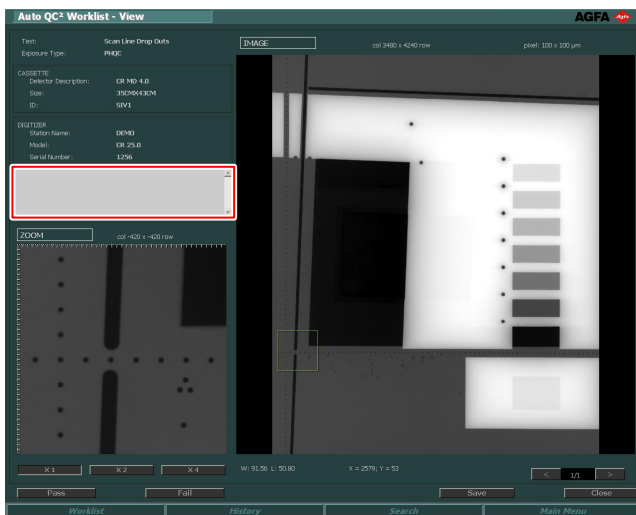 Auto QC² Worklist - View
AGFA Agfa
Test: Scan Line Drop Outs
Exposure Type: PHQC
CASSETTE
Detector Description: CR MD 4.0
Size: 35CMX43CM
ID: SIV1
DIGITIZER
Station Name: DEMO
Model: CR 25.0
Serial Number: 1256
ZOOM col -420 x -420 row
X 1 X 2 X 4
IMAGE col 3480 x 4240 row pixel: 100 x 100 µm
W: 91.56 L: 50.80 X = 2579; Y = 53
< 1/1 >
Pass Fail Save Close
Worklist History Search Main Menu